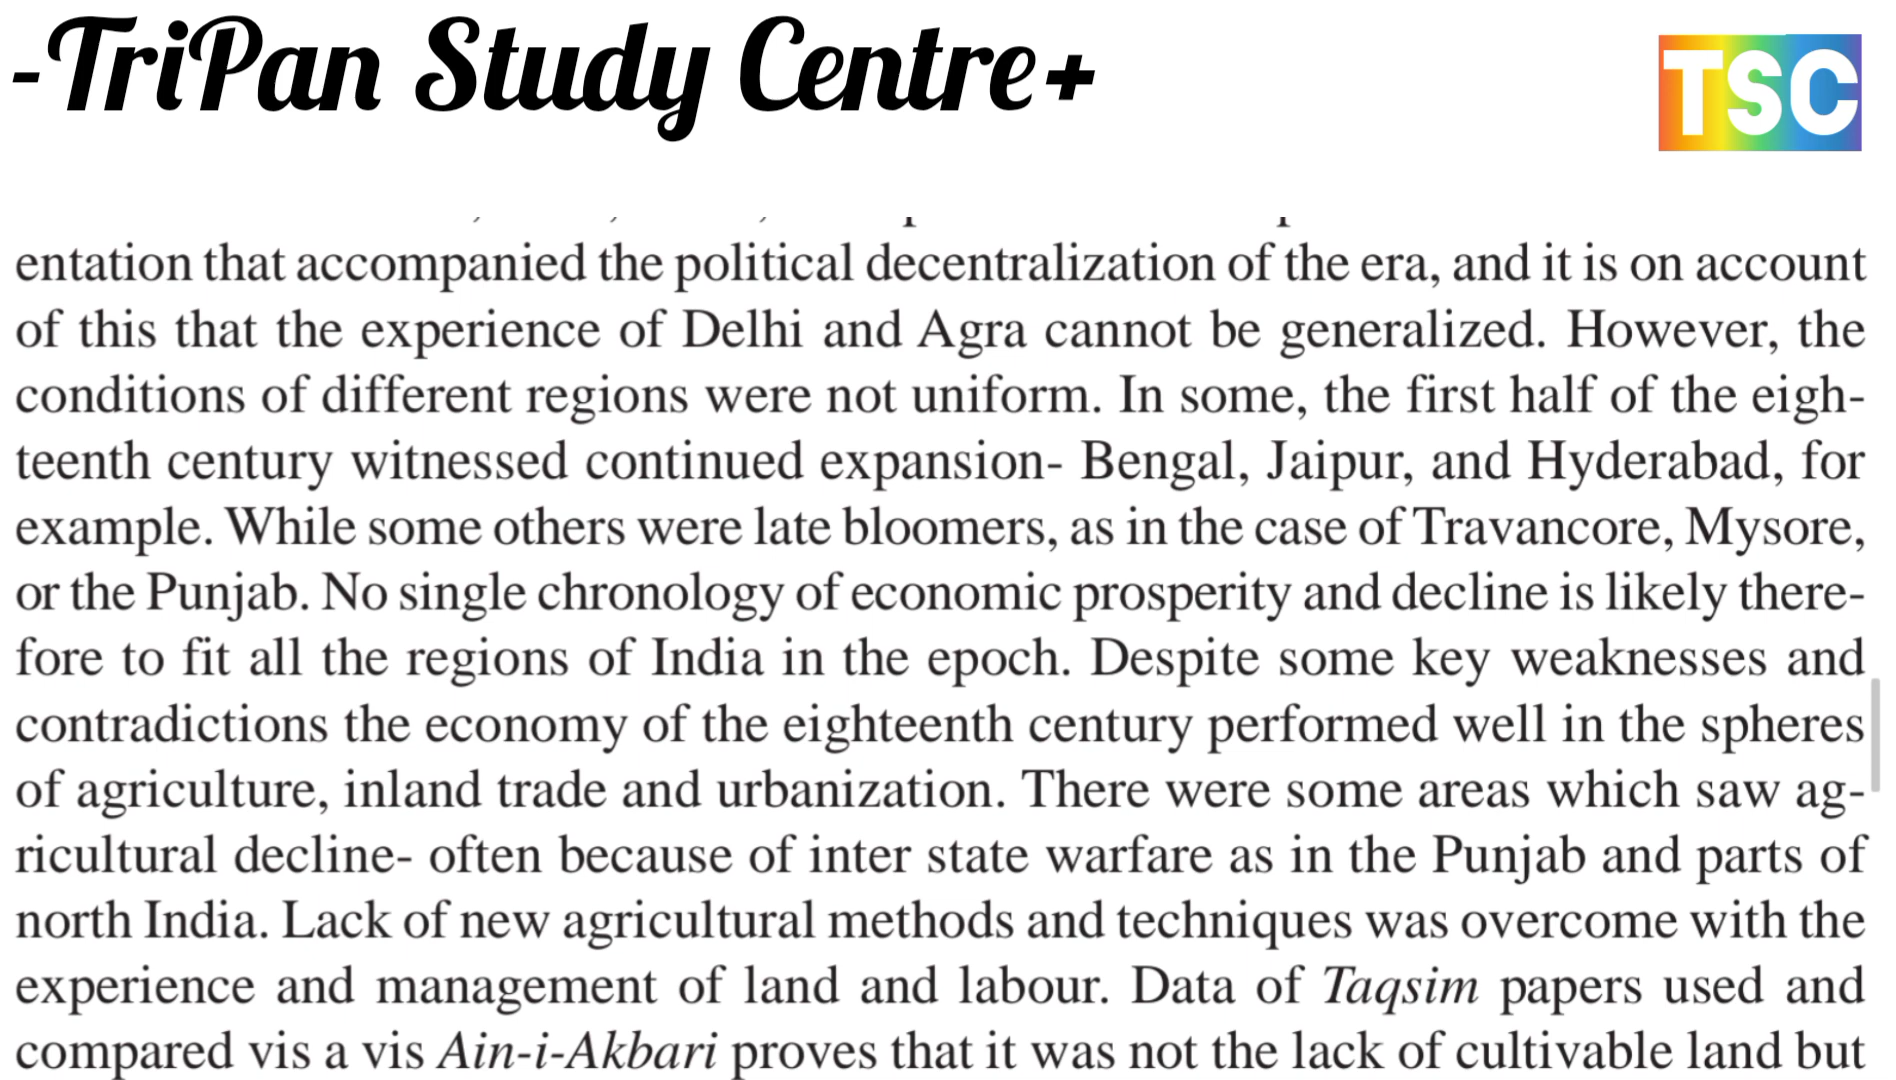 -TriPan Study Centre+
TSC
entation that accompanied the political decentralization of the era, and it is on account
of this that the experience of Delhi and Agra cannot be generalized. However, the
conditions of different regions were not uniform. In some, the first half of the eigh-
teenth century witnessed continued expansion- Bengal, Jaipur, and Hyderabad, for
example. While some others were late bloomers, as in the case of Travancore, Mysore,
or the Punjab. No single chronology of economic prosperity and decline is likely there-
fore to fit all the regions of India in the epoch. Despite some key weaknesses and
contradictions the economy of the eighteenth century performed well in the spheres
of agriculture, inland trade and urbanization. There were some areas which saw ag-
ricultural decline- often because of inter state warfare as in the Punjab and parts of
north India. Lack of new agricultural methods and techniques was overcome with the
experience and management of land and labour. Data of Taqsim papers used and
compared vis a vis Ain-i-Akbari proves that it was not the lack of cultivable land but